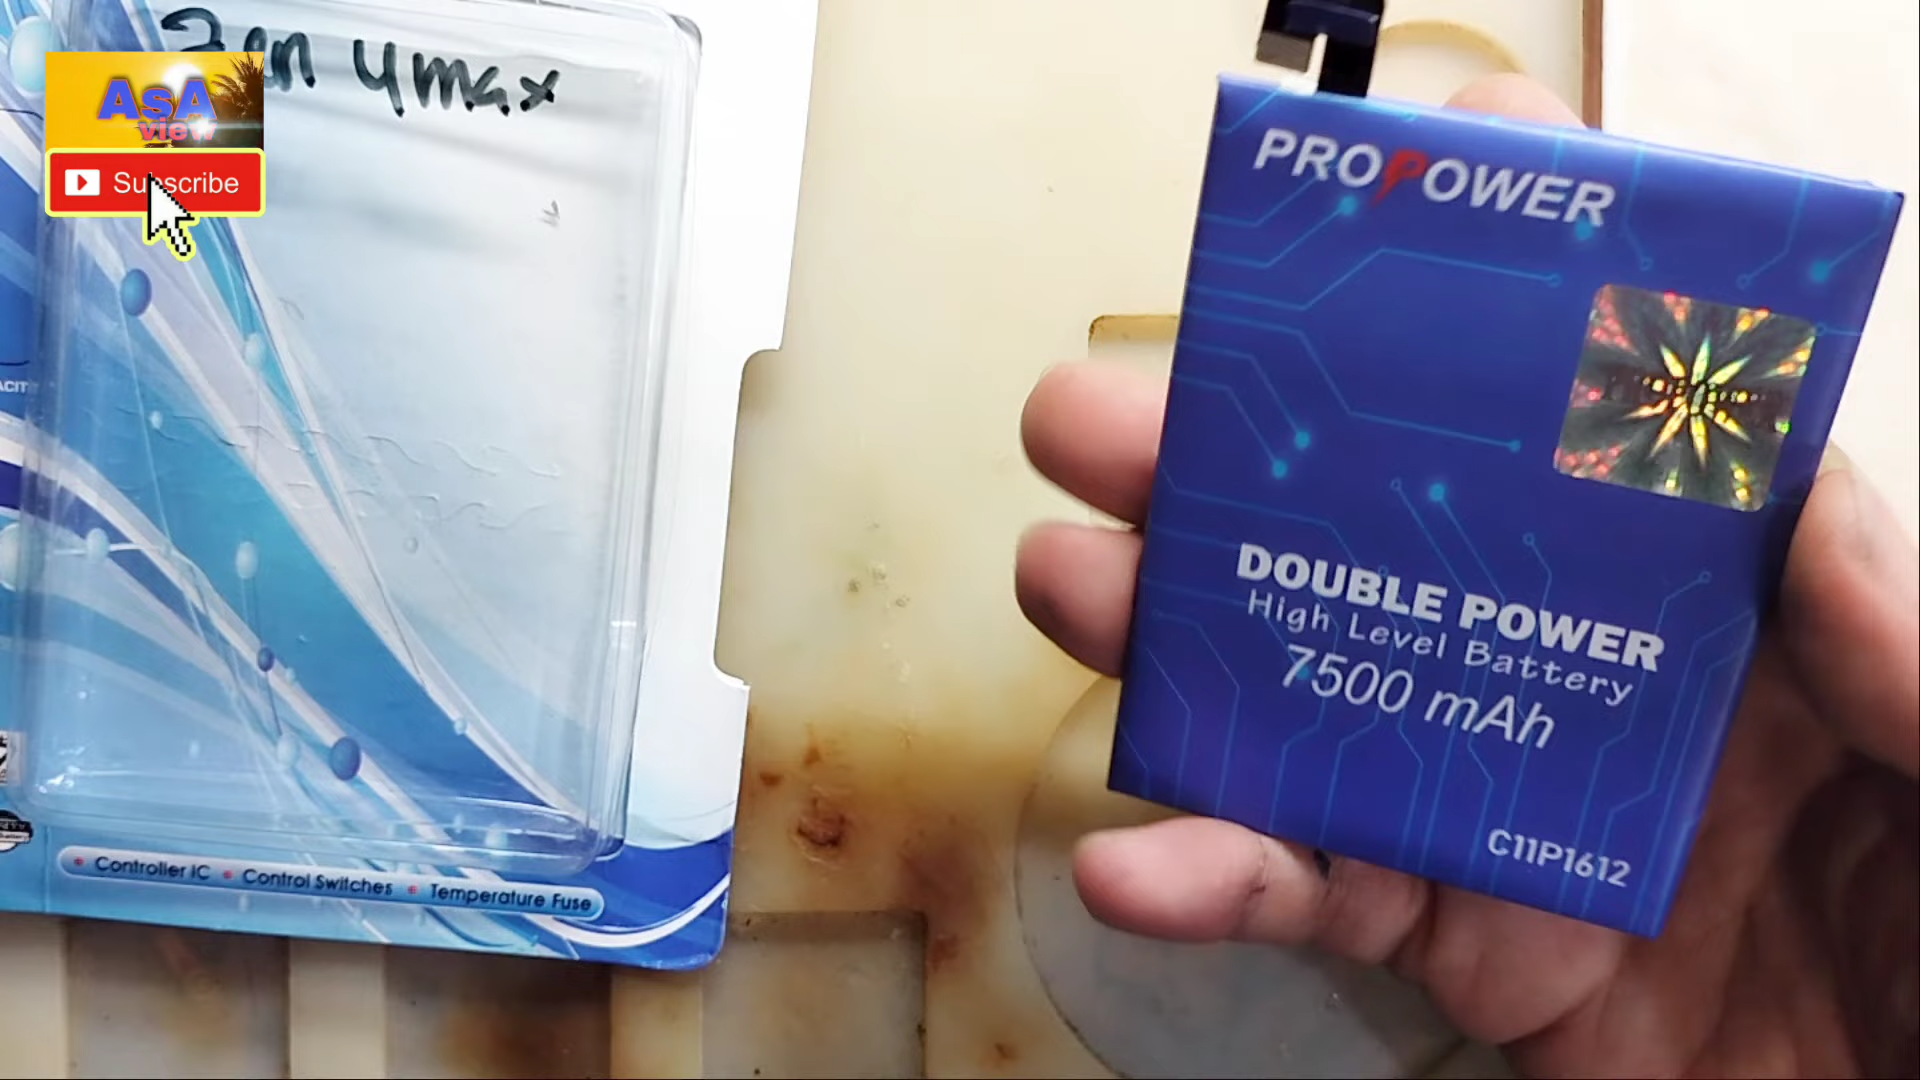 Zen 4max
AsA
view
Subscribe
PROPOWER
DOUBLE POWER
High Level Battery
7500 mAh
C11P1612
Controller IC Control Switches Temperature Fuse